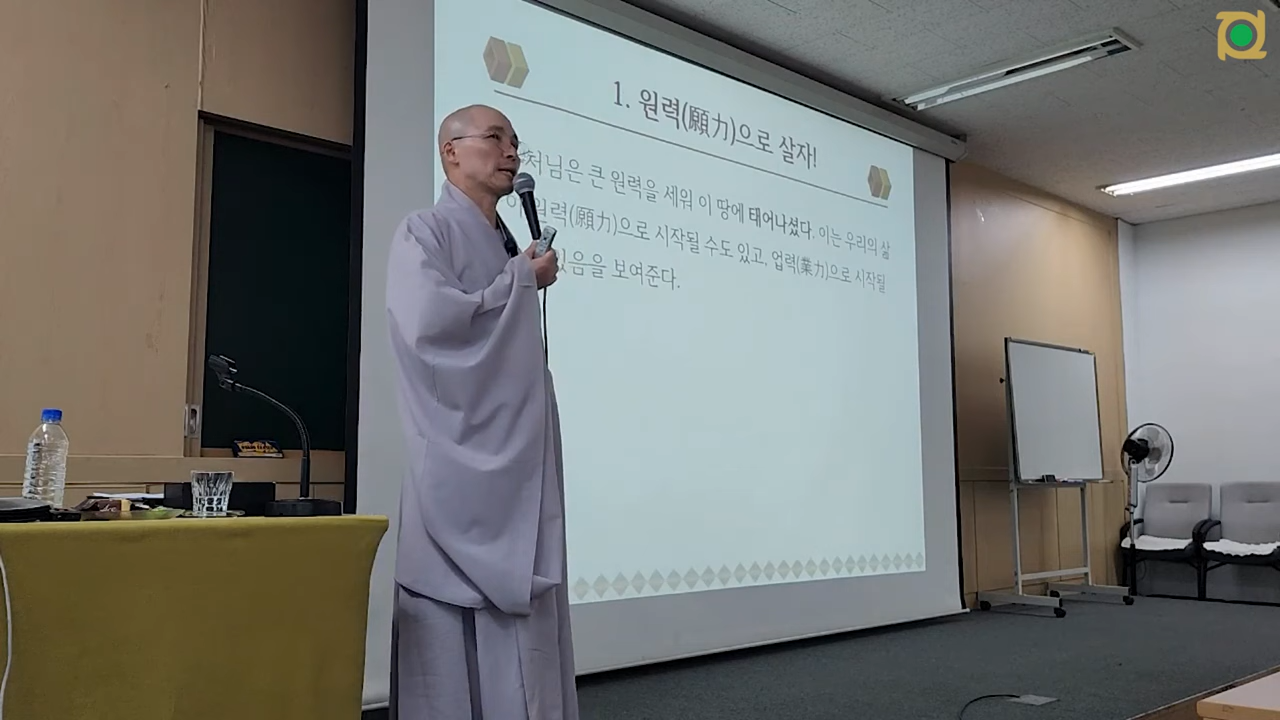 1. 원력(願力)으로 살자!
처님은 큰 원력을 세워 이 땅에 태어났셨다. 이는 우리의 삶
이 원력(願力)으로 시작될 수도 있고, 업력(業力)으로 시작될
있음을 보여준다.